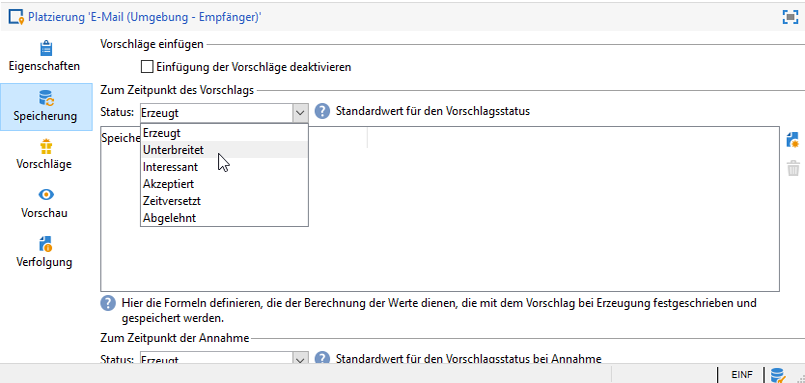 Platzierung 'E-Mail (Umgebung - Empfänger)'
Eigenschaften
Speicherung
Vorschläge
Vorschau
Verfolgung
Vorschläge einfügen
Einfügung der Vorschläge deaktivieren
Zum Zeitpunkt des Vorschlags
Status: Erzeugt ? Standardwert für den Vorschlagsstatus
Speiche
Erzeugt
Unterbreitet
Interessant
Akzeptiert
Zeitversetzt
Abgelehnt
? Hier die Formeln definieren, die der Berechnung der Werte dienen, die mit dem Vorschlag bei Erzeugung festgeschrieben und
gespeichert werden.
Zum Zeitpunkt der Annahme
Status: Erzeugt ? Standardwert für den Vorschlagsstatus bei Annahme
EINF